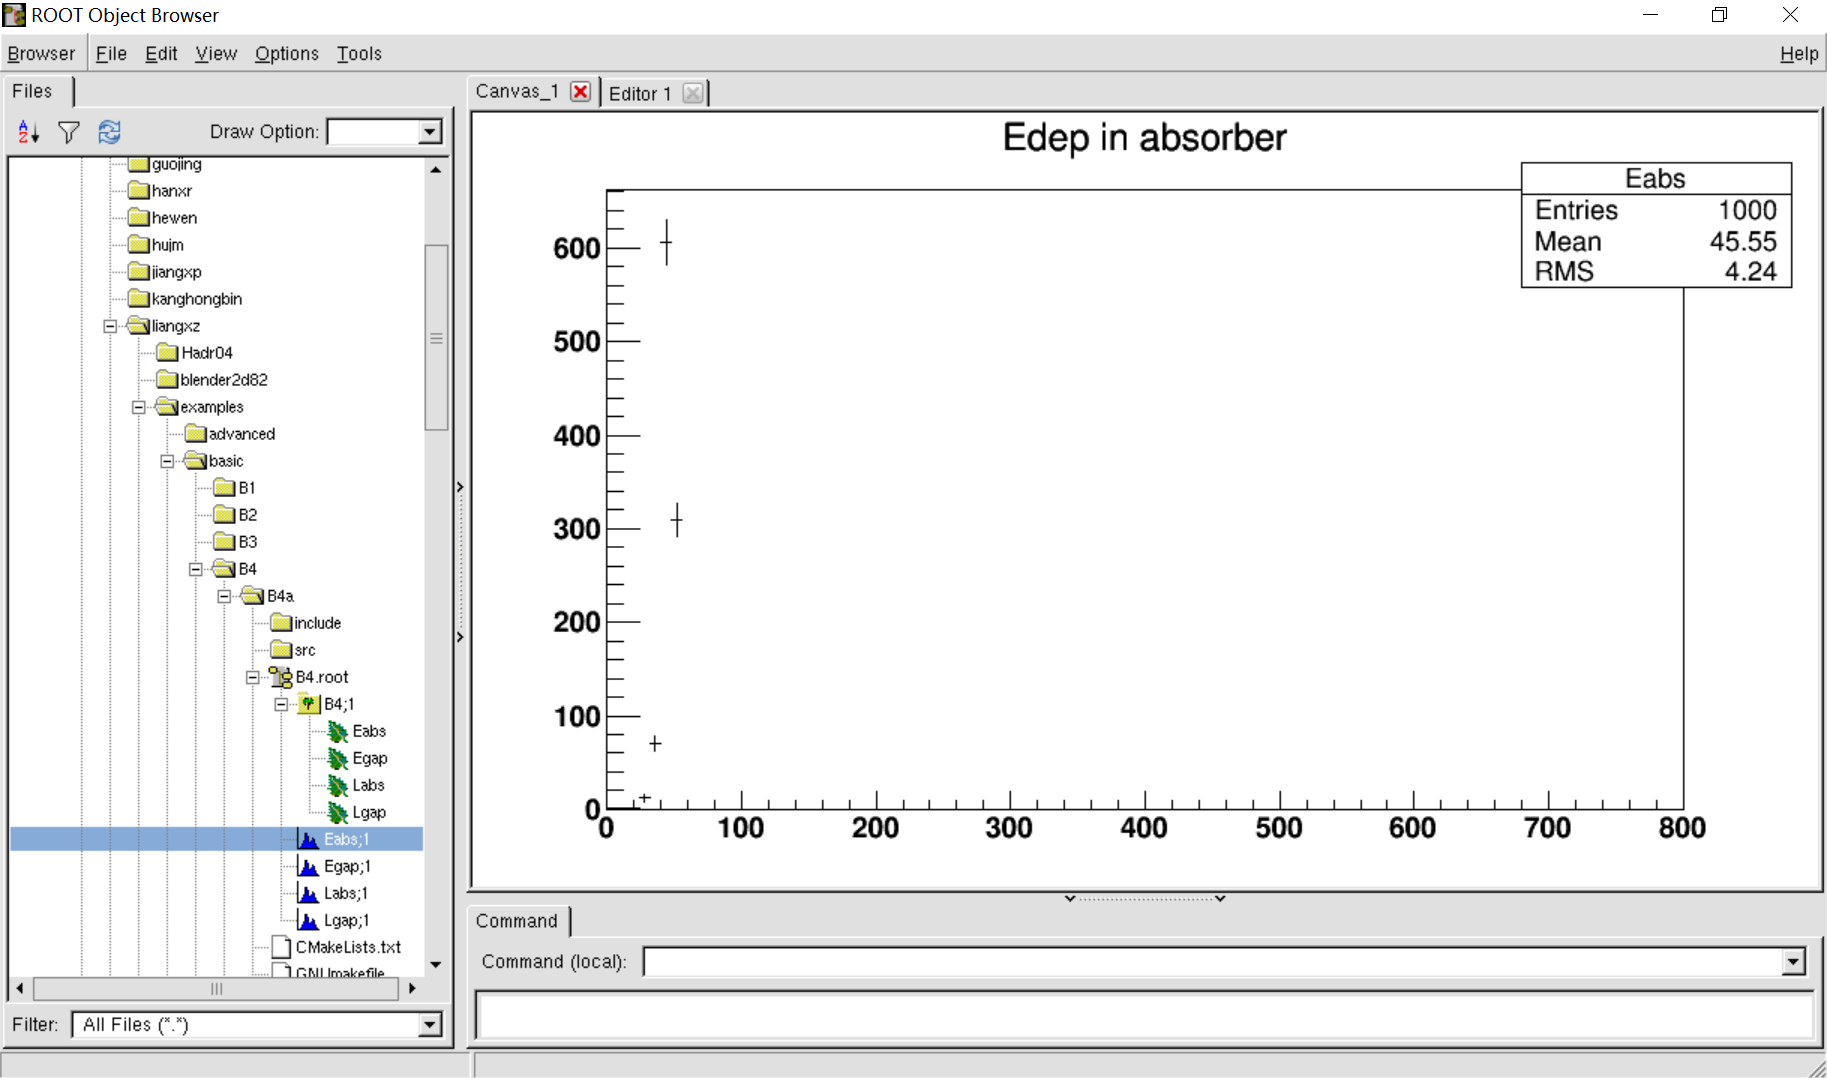 ROOT Object Browser
Browser File Edit View Options Tools Help
Files
Draw Option:
guojing
hanxr
hewen
hujm
jiangxp
kanghongbin
liangxz
Hadr04
blender2d82
examples
advanced
basic
B1
B2
B3
B4
B4a
include
src
B4.root
B4;1
Eabs
Egap
Labs
Lgap
Eabs;1
Egap;1
Labs;1
Lgap;1
CMakeLists.txt
GNUmakefile
Filter: All Files (*.*)
Canvas_1 Editor 1
Edep in absorber
Eabs
Entries 1000
Mean 45.55
RMS 4.24
600
500
400
300
200
100
0
0 100 200 300 400 500 600 700 800
Command
Command (local):